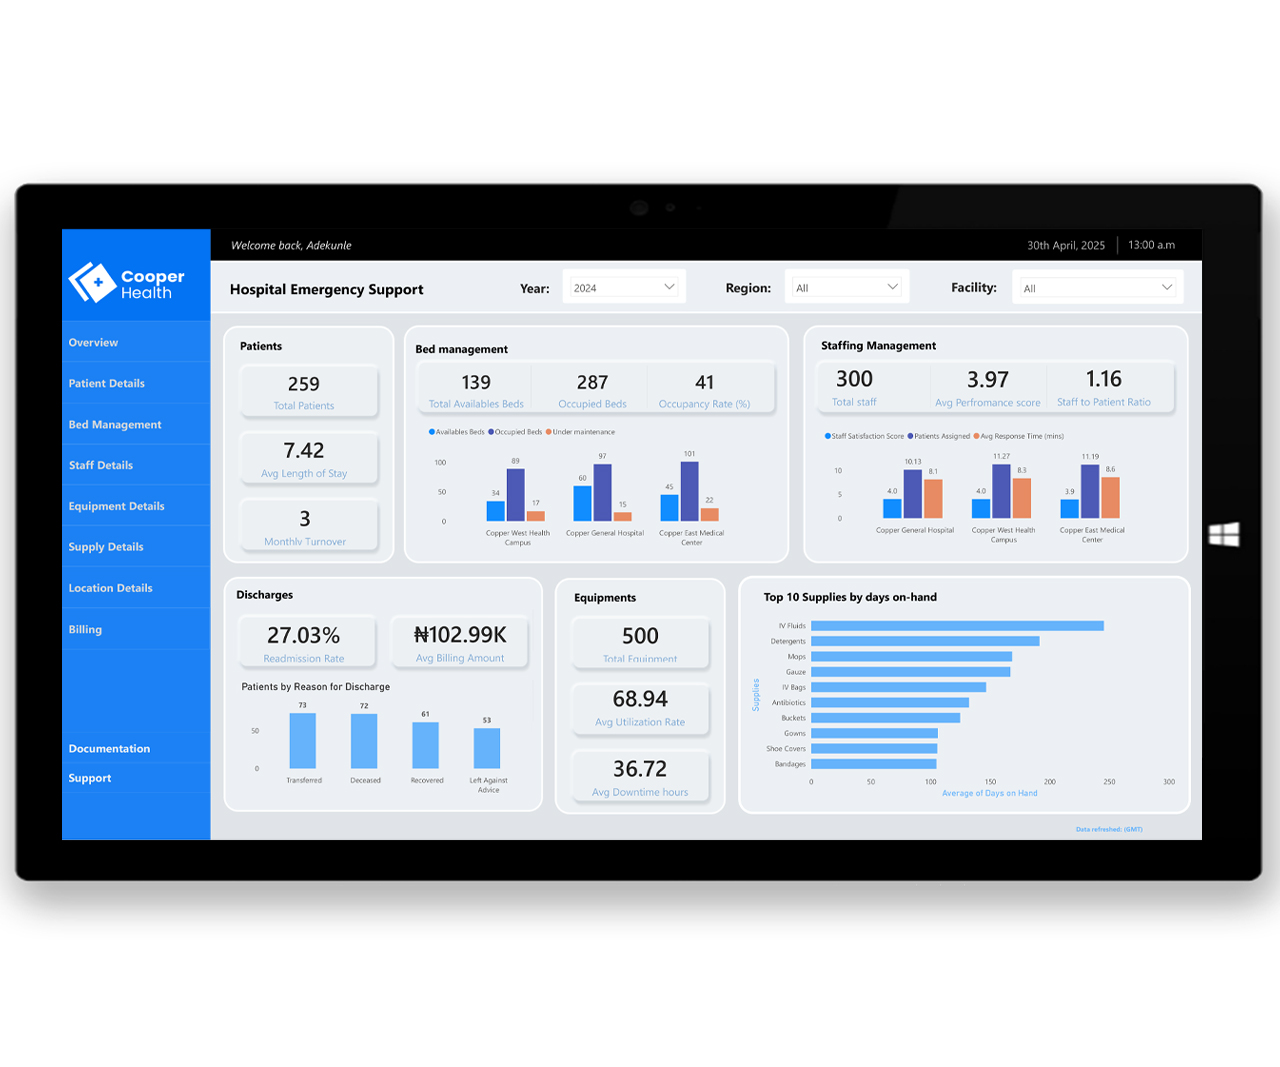 Welcome back, Adekunle
30th April, 2025
13:00 a.m
Cooper
Health
Hospital Emergency Support
Year:
2024
Region:
All
Facility:
All
Overview
Patient Details
Bed Management
Staff Details
Equipment Details
Supply Details
Location Details
Billing
Documentation
Support
Patients
259
Total Patients
7.42
Avg Length of Stay
3
Monthly Turnover
Bed management
139
Total Availables Beds
287
Occupied Beds
41
Occupancy Rate (%)
Availables Beds Occupied Beds Under maintenance
100
50
0
34
89
17
60
97
15
45
101
22
Copper West Health
Campus
Copper General Hospital
Copper East Medical
Center
Staffing Management
300
Total staff
3.97
Avg Perfromance score
1.16
Staff to Patient Ratio
Staff Satisfaction Score Patients Assigned Avg Response Time (mins)
10
5
0
4.0
10.13
8.1
4.0
11.27
8.3
3.9
11.19
8.6
Copper General Hospital
Copper West Health
Campus
Copper East Medical
Center
Discharges
27.03%
Readmission Rate
₦102.99K
Avg Billing Amount
Patients by Reason for Discharge
50
0
73
72
61
53
Transferred
Deceased
Recovered
Left Against
Advice
Equipments
500
Total Equipment
68.94
Avg Utilization Rate
36.72
Avg Downtime hours
Top 10 Supplies by days on-hand
Supplies
IV Fluids
Detergents
Mops
Gauze
IV Bags
Antibiotics
Buckets
Gowns
Shoe Covers
Bandages
0 50 100 150 200 250 300
Average of Days on Hand
Data refreshed: (GMT)